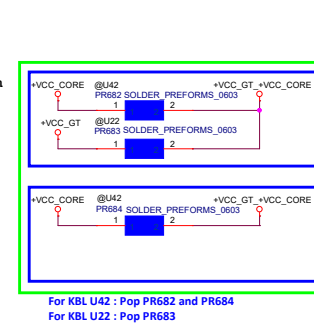 +VCC_CORE @U42 +VCC_GT_+VCC_CORE
PR682 SOLDER_PREFORMS_0603
1 2
+VCC_GT @U22
PR683 SOLDER_PREFORMS_0603
1 2
+VCC_CORE @U42 +VCC_GT_+VCC_CORE
PR684 SOLDER_PREFORMS_0603
1 2
For KBL U42 : Pop PR682 and PR684
For KBL U22 : Pop PR683